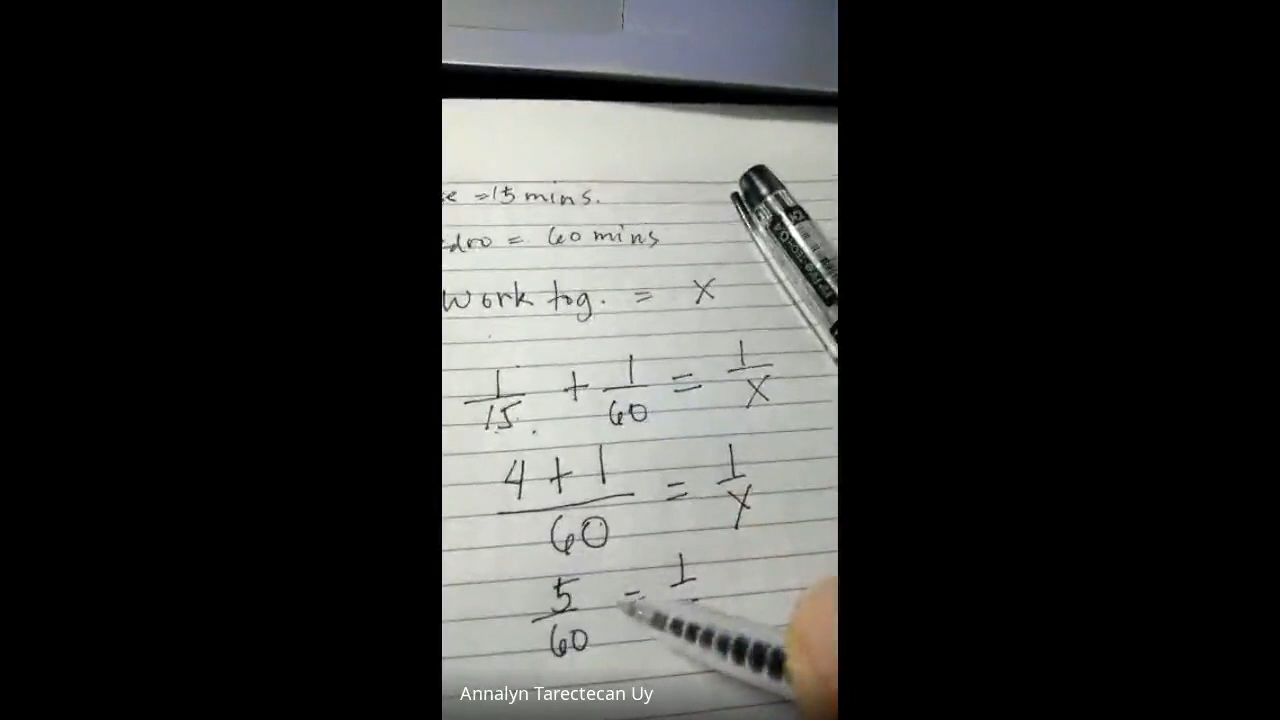 =15 mins.
= 60 mins
Work tog. = X
1/15 + 1/60 = 1/X
4 + 1/60 = 1/X
5/60 = 1
Annalyn Tarectecan Uy